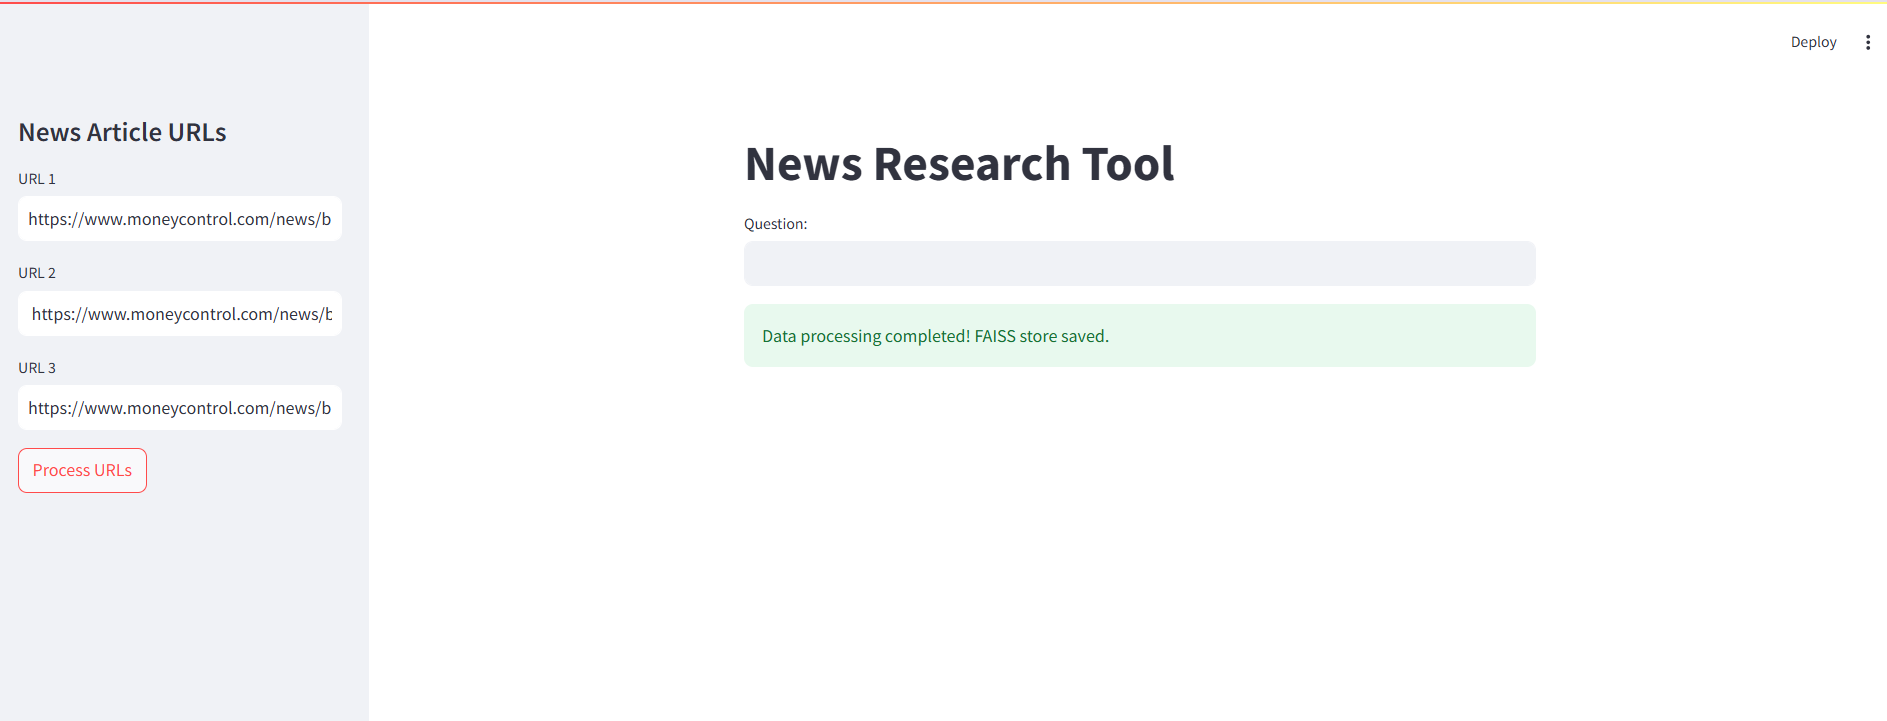 Deploy
News Article URLs
URL 1
https://www.moneycontrol.com/news/b
URL 2
https://www.moneycontrol.com/news/b
URL 3
https://www.moneycontrol.com/news/b
Process URLs
News Research Tool
Question:
Data processing completed! FAISS store saved.